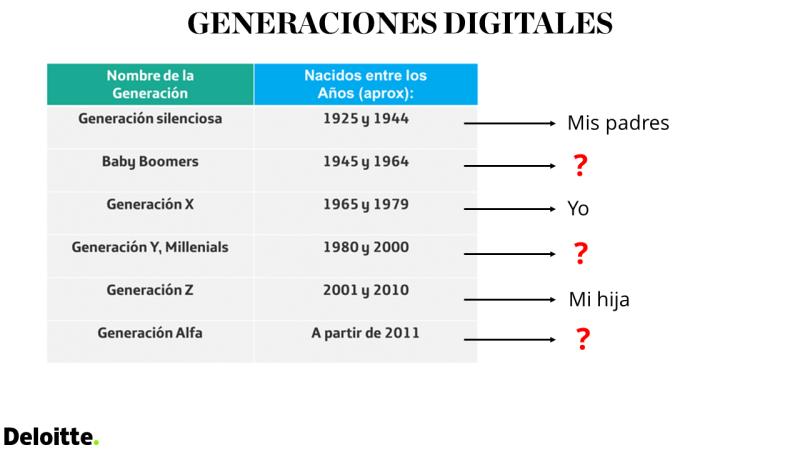 GENERACIONES DIGITALES
Nombre de la
Generación
Nacidos entre los
Años (aprox):
Generación silenciosa 1925 y 1944 Mis padres
Baby Boomers 1945 y 1964 ?
Generación X 1965 y 1979 Yo
Generación Y, Millenials 1980 y 2000 ?
Generación Z 2001 y 2010 Mi hija
Generación Alfa A partir de 2011 ?
Deloitte.